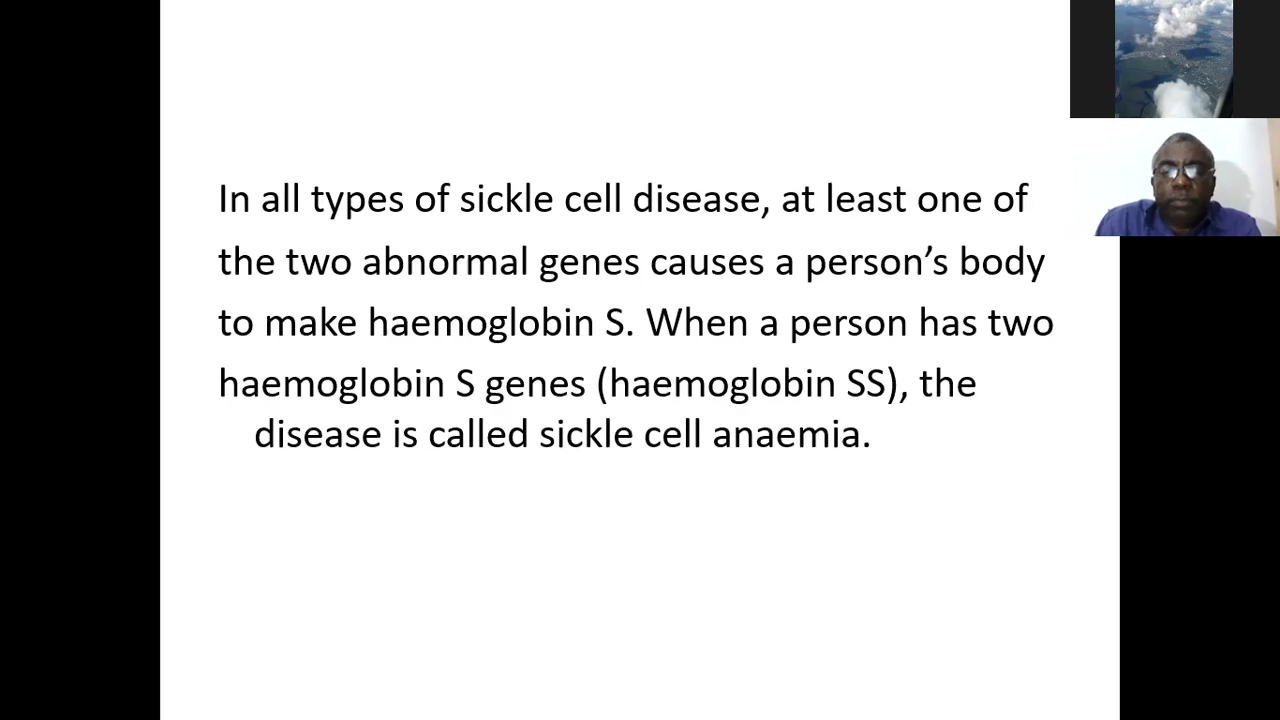 In all types of sickle cell disease, at least one of
the two abnormal genes causes a person’s body
to make haemoglobin S. When a person has two
haemoglobin S genes (haemoglobin SS), the
disease is called sickle cell anaemia.